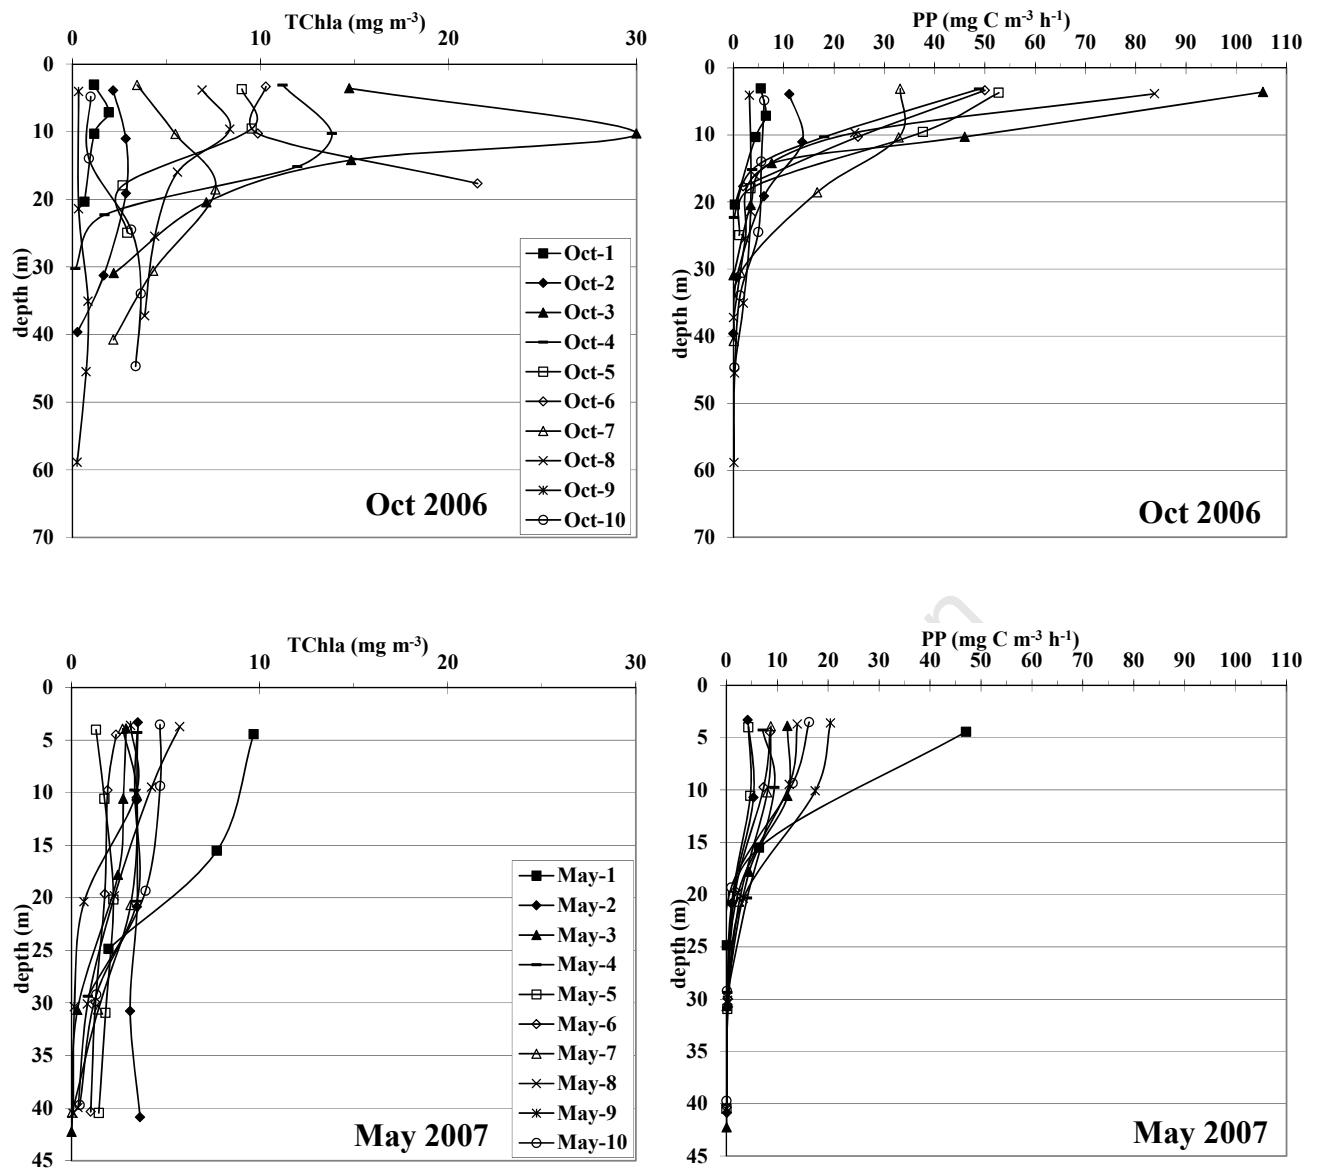 TChla (mg m-3)
0 10 20 30
0
10
20
30
40
50
60
70
depth (m)
Oct-1
Oct-2
Oct-3
Oct-4
Oct-5
Oct-6
Oct-7
Oct-8
Oct-9
Oct-10
Oct 2006
PP (mg C m-3 h-1)
0 10 20 30 40 50 60 70 80 90 100 110
0
10
20
30
40
50
60
70
depth (m)
Oct 2006
TChla (mg m-3)
0 10 20 30
0
5
10
15
20
25
30
35
40
45
depth (m)
May-1
May-2
May-3
May-4
May-5
May-6
May-7
May-8
May-9
May-10
May 2007
PP (mg C m-3 h-1)
0 10 20 30 40 50 60 70 80 90 100 110
0
5
10
15
20
25
30
35
40
45
depth (m)
May 2007